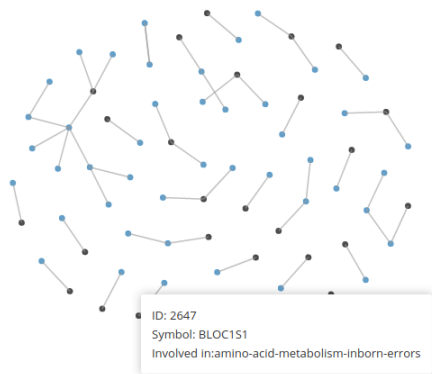 ID: 2647
Symbol: BLOC1S1
Involved in:amino-acid-metabolism-inborn-errors